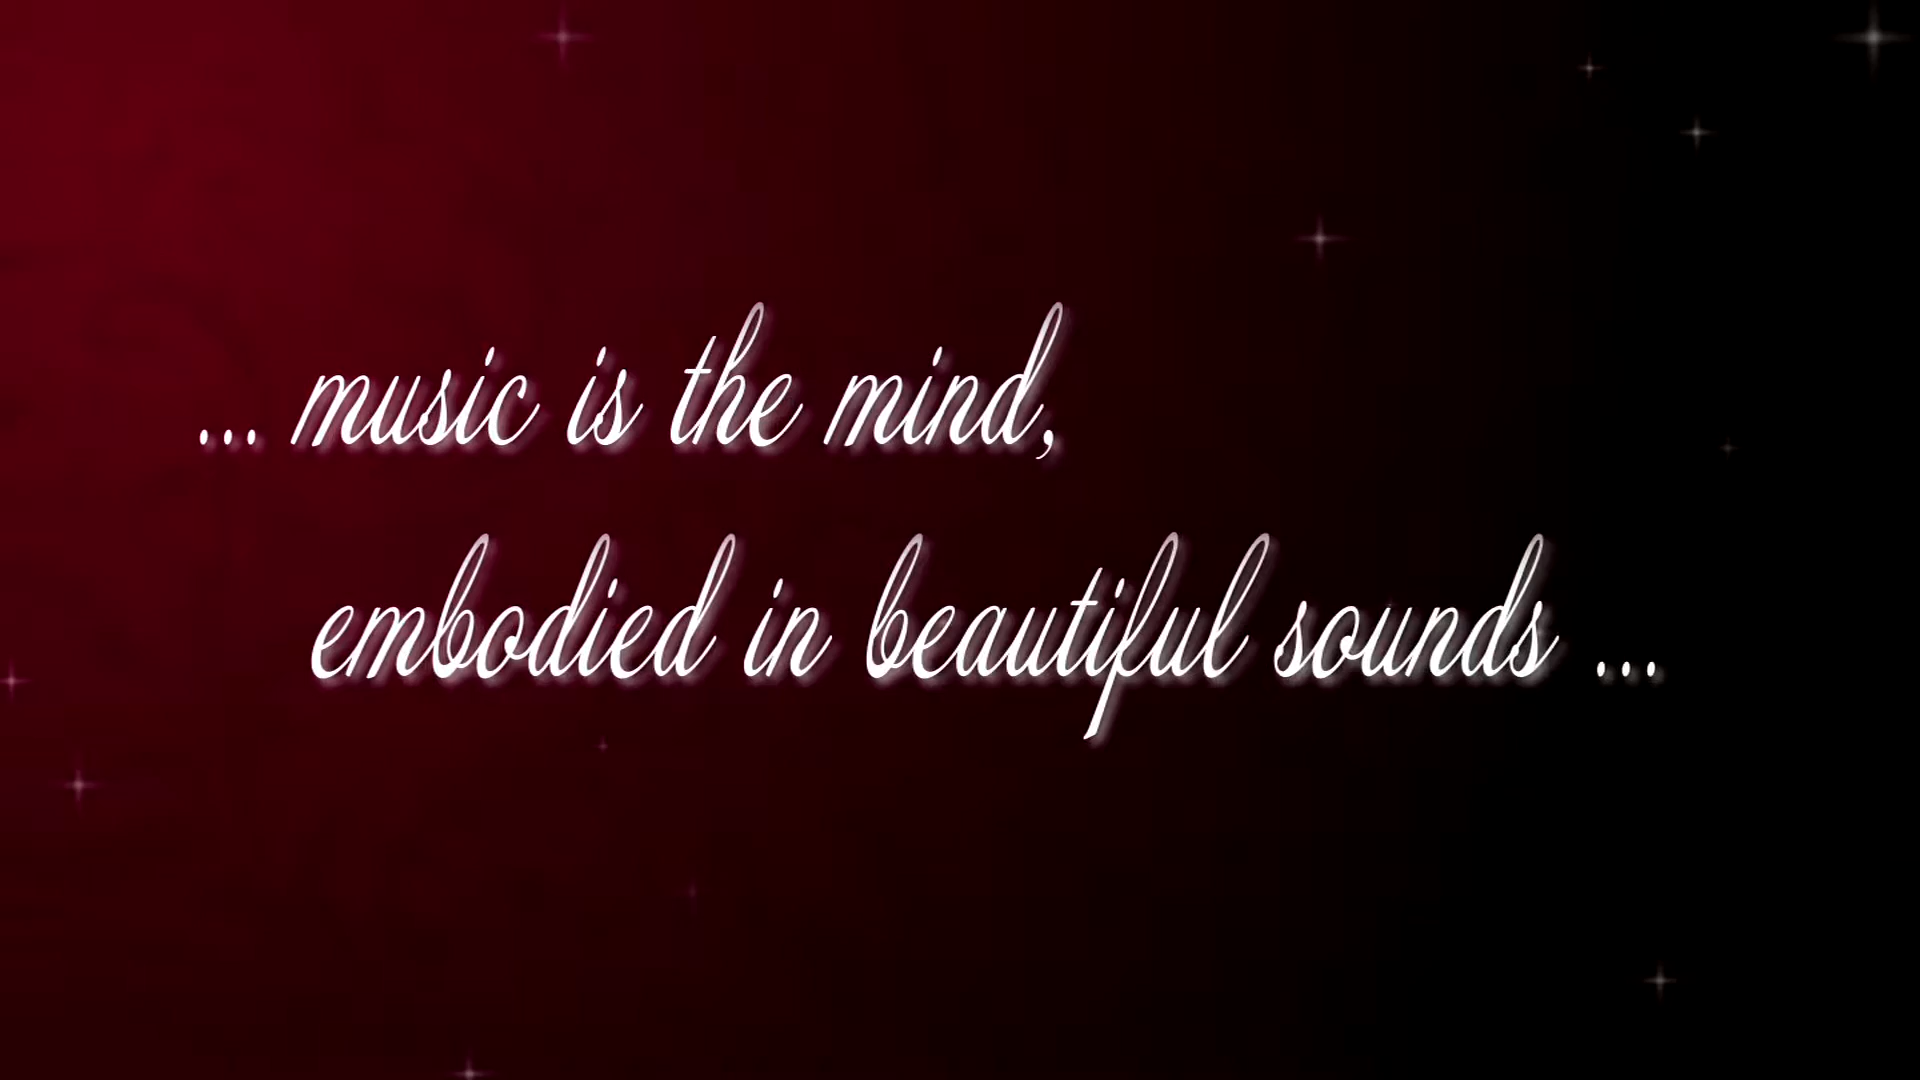 ... music is the mind,
embodied in beautiful sounds ...